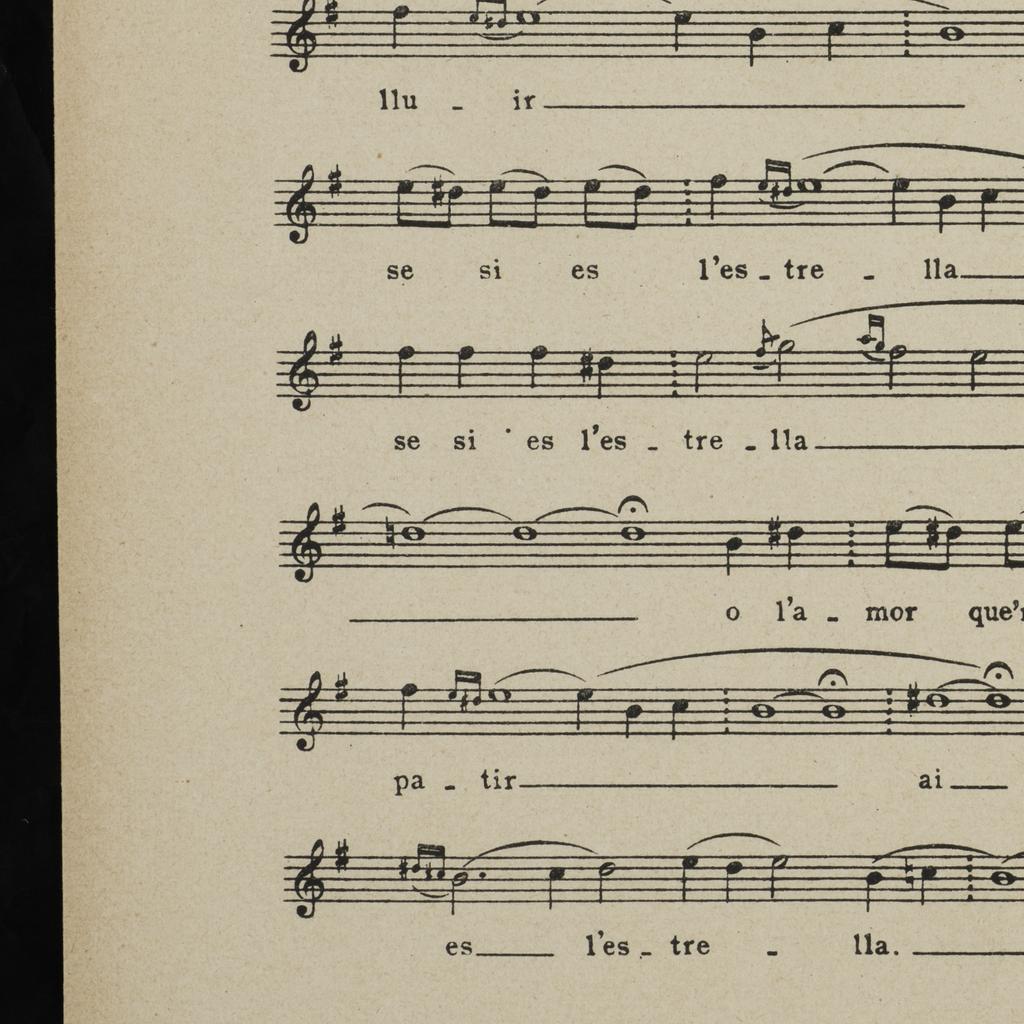 llu - ir
se si es l'es - tre - lla
se si es l'es - tre - lla
o l'a - mor
pa - tir ai
es l'es - tre - lla.